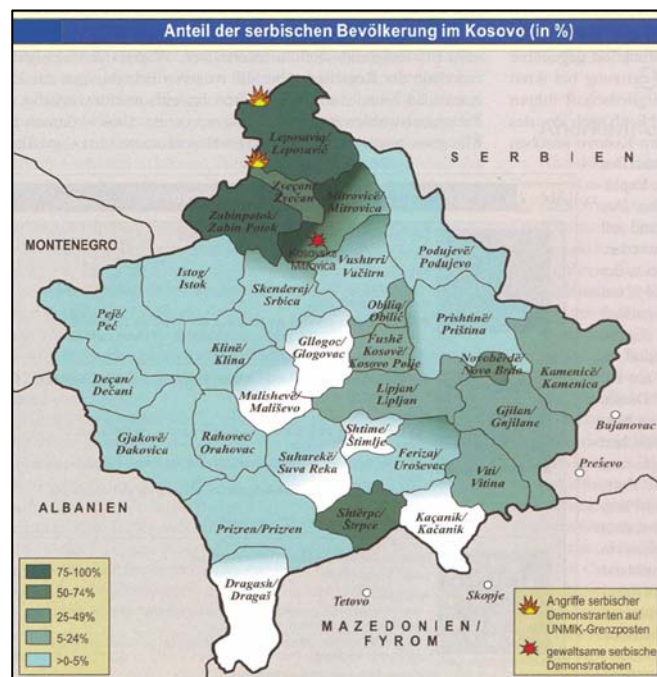 Anteil der serbischen Bevölkerung im Kosovo (in %)
Leposaviq/
Leposavič
SERBIEN
Zveçan/
Zvečan
Mitrovicë/
Mitrovica
Zubinpotok/
Zubin Potok
MONTENEGRO
Kosovska
Mitrovica
Istog/
Istok
Vushtrri/
Vučitrn
Podujevë/
Podujevo
Skenderaj/
Srbica
Pejë/
Peč
Obiliq/
Obilič
Prishtinë/
Priština
Klinë/
Klina
Gllogoc/
Glogovac
Fushë
Kosovë/
Kosovo Polje
Novobërdë/
Novo Brdo
Kamenicë/
Kamenica
Deçan/
Dečani
Malishevë/
Mališevo
Lipjan/
Lipljan
Gjilan/
Gnjilane
Gjakovë/
Đakovica
Rahovec/
Orahovac
Shtime/
Štimlje
Bujanovac
Suharekë/
Suva Reka
Ferizaj/
Uroševac
Viti/
Vitina
Preševo
ALBANIEN
Prizren/Prizren
Shtërpc/
Štrpce
Kaçanik/
Kačanik
Dragash/
Dragaš
Tetovo
Skopje
MAZEDONIEN/
FYROM
75-100%
50-74%
25-49%
5-24%
>0-5%
Angriffe serbischer
Demonstranten auf
UNMIK-Grenzposten
gewaltsame serbische
Demonstrationen